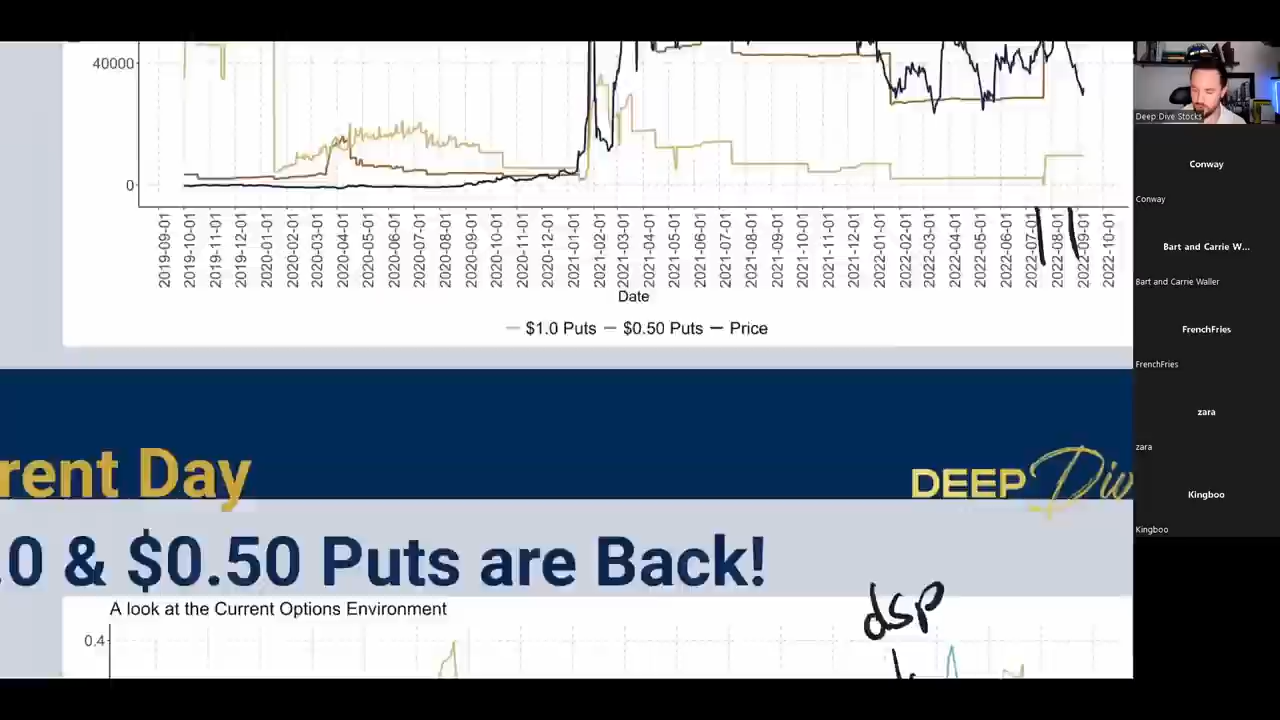 40000
0
2019-09-01
2019-10-01
2019-12-01
2020-01-01
2020-02-01
2020-03-01
2020-04-01
2020-05-01
2020-06-01
2020-07-01
2020-08-01
2020-09-01
2020-10-01
2020-11-01
2020-12-01
2021-01-01
2021-02-01
2021-03-01
2021-05-01
2021-06-01
2021-07-01
2021-08-01
2021-09-01
2021-10-01
2021-11-01
2021-12-01
2022-01-01
2022-02-01
2022-03-01
2022-04-01
2022-05-01
2022-06-01
2022-07-01
2022-08-01
2022-09-01
2022-10-01
Date
$1.0 Puts $0.50 Puts Price
rent Day
DEEP Div
.0 & $0.50 Puts are Back!
A look at the Current Options Environment
dsp
0.4
Deep Dive Stocks
Conway
Conway
Bart and Carrie W...
Bart and Carrie Waller
FrenchFries
FrenchFries
zara
zara
Kingboo
Kingboo